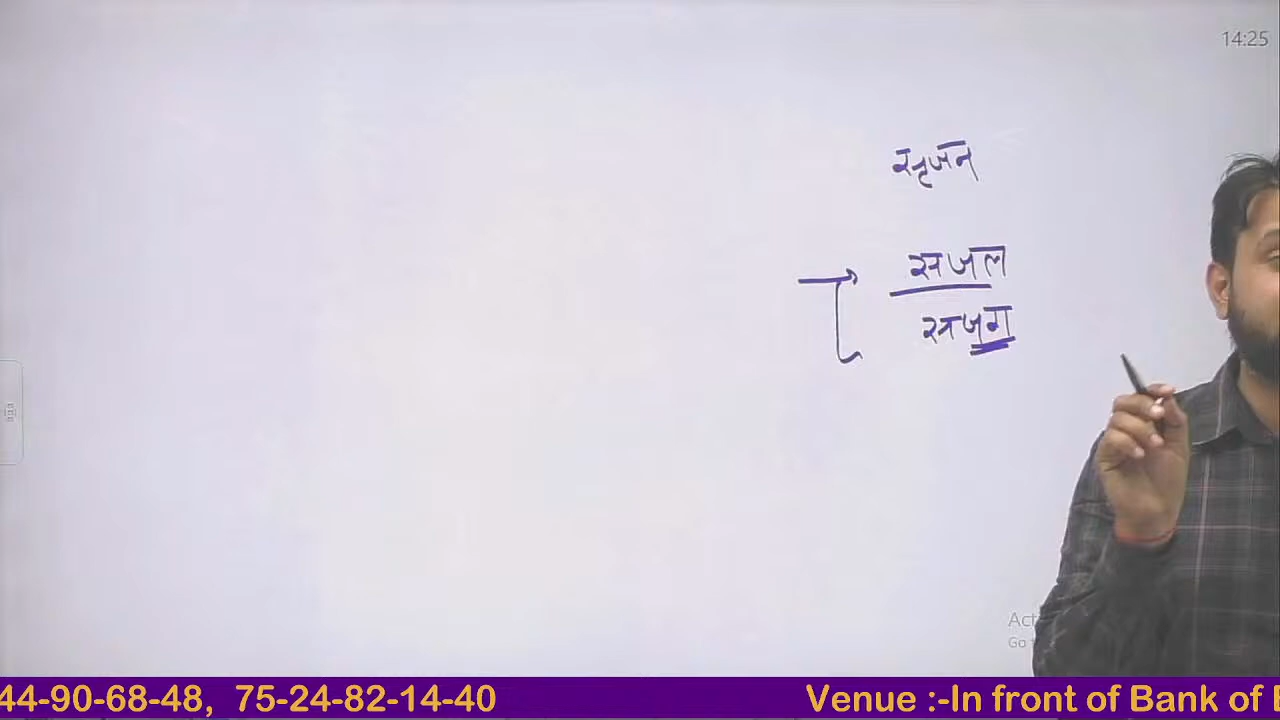 14:25
सृजन
सजल
सजग
Go
44-90-68-48, 75-24-82-14-40 Venue :-In front of Bank of